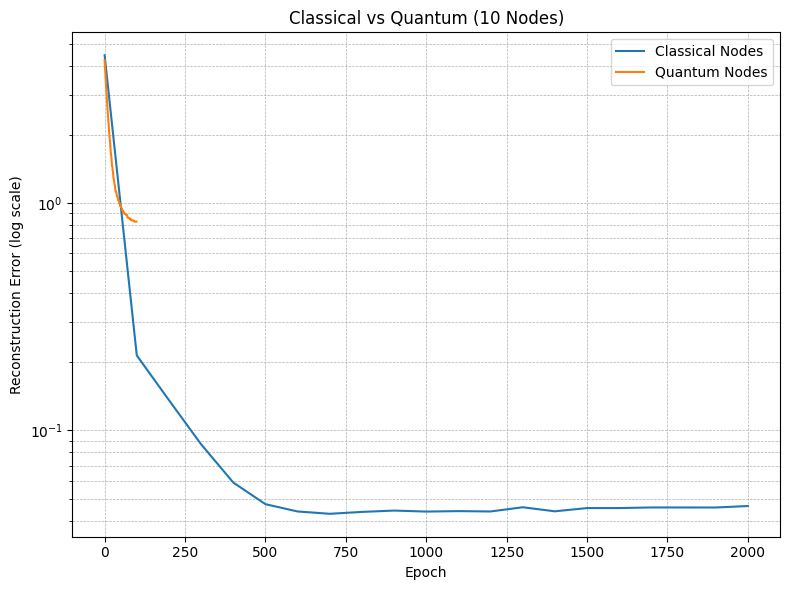 Classical vs Quantum (10 Nodes)
Classical Nodes
Quantum Nodes
Reconstruction Error (log scale)
10⁰
10⁻¹
0 250 500 750 1000 1250 1500 1750 2000
Epoch